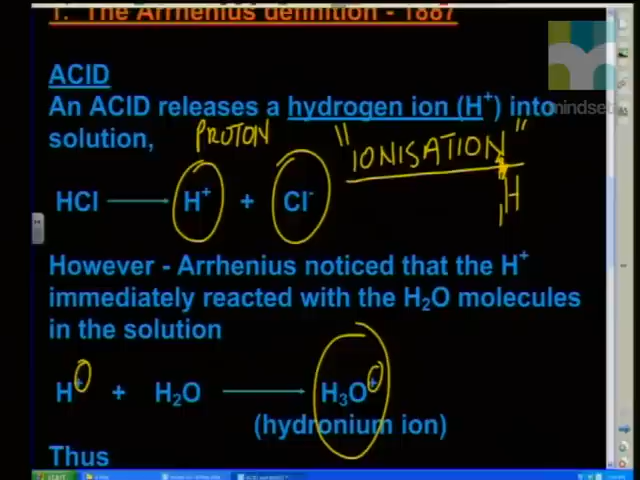 1. The Arrhenius definition - 1887
mindset
ACID
An ACID releases a hydrogen ion (H⁺) into
solution,
PROTON
"IONISATION"
HCl → H⁺ + Cl⁻
H
However - Arrhenius noticed that the H⁺
immediately reacted with the H₂O molecules
in the solution
H⁺ + H₂O → H₃O⁺
(hydronium ion)
Thus